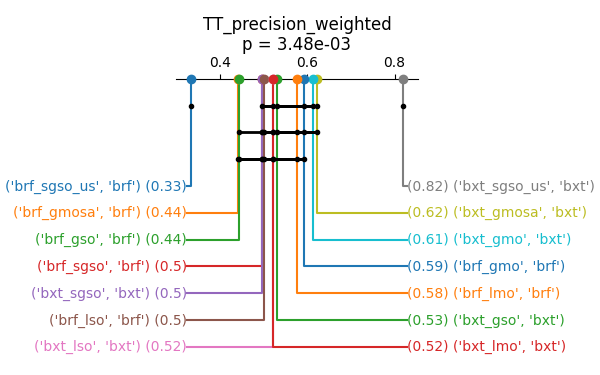 TT_precision_weighted
p = 3.48e-03
0.4 0.6 0.8
('brf_sgso_us', 'brf') (0.33) (0.82) ('bxt_sgso_us', 'bxt')
('brf_gmosa', 'brf') (0.44) (0.62) ('bxt_gmosa', 'bxt')
('brf_gso', 'brf') (0.44) (0.61) ('bxt_gmo', 'bxt')
('brf_sgso', 'brf') (0.5) (0.59) ('brf_gmo', 'brf')
('bxt_sgso', 'bxt') (0.5) (0.58) ('brf_lmo', 'brf')
('brf_lso', 'brf') (0.5) (0.53) ('bxt_gso', 'bxt')
('bxt_lso', 'bxt') (0.52) (0.52) ('bxt_lmo', 'bxt')